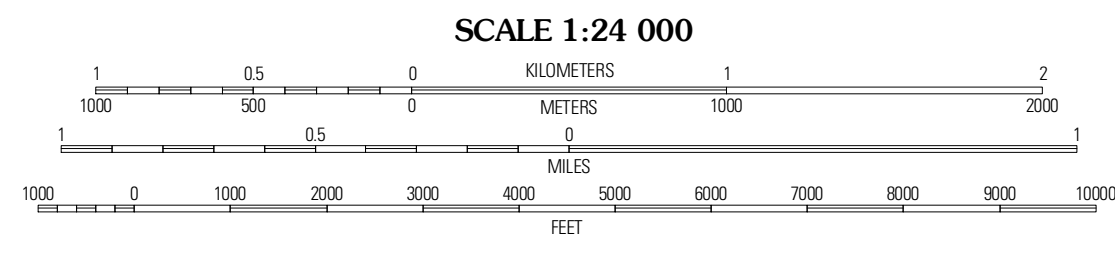 SCALE 1:24 000
1 0.5 0 KILOMETERS 1 2
1000 500 0 METERS 1000 2000
1 0.5 0 1
MILES
1000 0 1000 2000 3000 4000 5000 6000 7000 8000 9000 10000
FEET